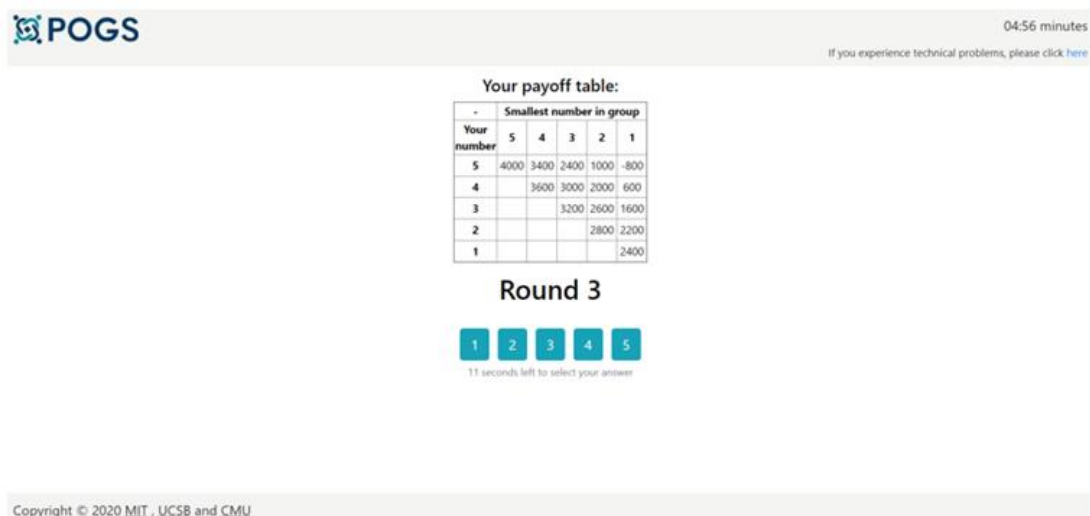 POGS
04:56 minutes
If you experience technical problems, please click here
Your payoff table:
- Smallest number in group
Your number 5 4 3 2 1
5 4000 3400 2400 1000 -800
4 3600 3000 2000 600
3 3200 2600 1600
2 2800 2200
1 2400
Round 3
1 2 3 4 5
11 seconds left to select your answer
Copyright © 2020 MIT , UCSB and CMU